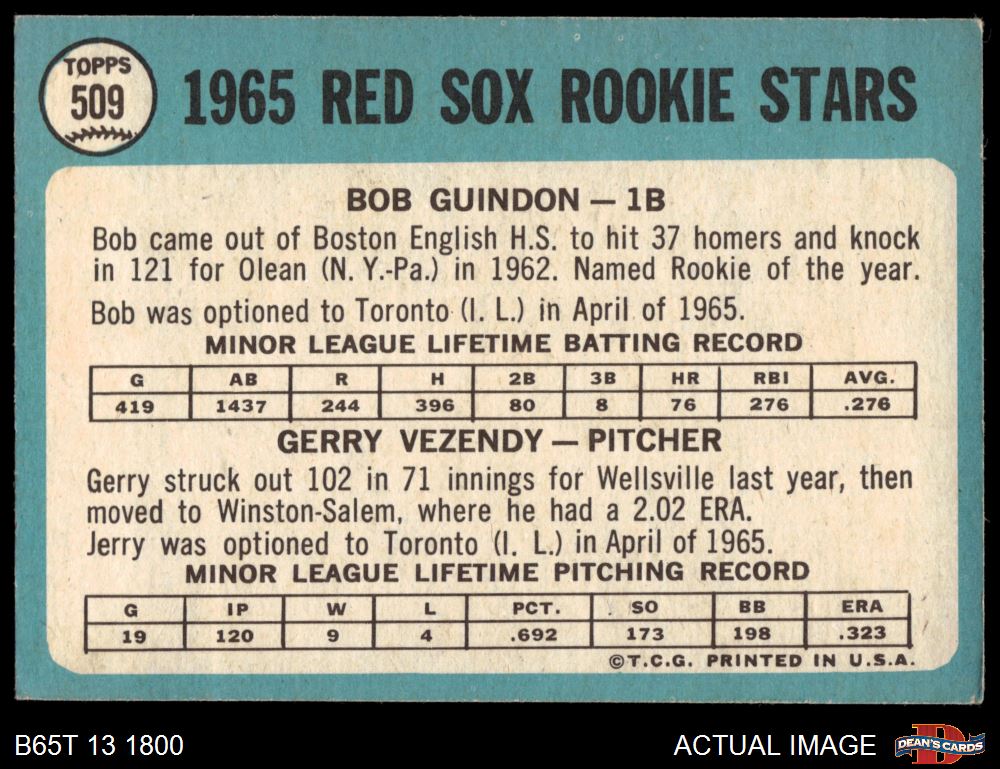 TOPPS
509
1965 RED SOX ROOKIE STARS
BOB GUINDON — 1B
Bob came out of Boston English H.S. to hit 37 homers and knock
in 121 for Olean (N. Y.-Pa.) in 1962. Named Rookie of the year.
Bob was optioned to Toronto (I. L.) in April of 1965.
MINOR LEAGUE LIFETIME BATTING RECORD
G AB R H 2B 3B HR RBI AVG.
419 1437 244 396 80 8 76 276 .276
GERRY VEZENDY — PITCHER
Gerry struck out 102 in 71 innings for Wellsville last year, then
moved to Winston-Salem, where he had a 2.02 ERA.
Jerry was optioned to Toronto (I. L.) in April of 1965.
MINOR LEAGUE LIFETIME PITCHING RECORD
G IP W L PCT. SO BB ERA
19 120 9 4 .692 173 198 .323
©T.C.G. PRINTED IN U.S.A.
B65T 13 1800
ACTUAL IMAGE
D
DEAN'S CARDS